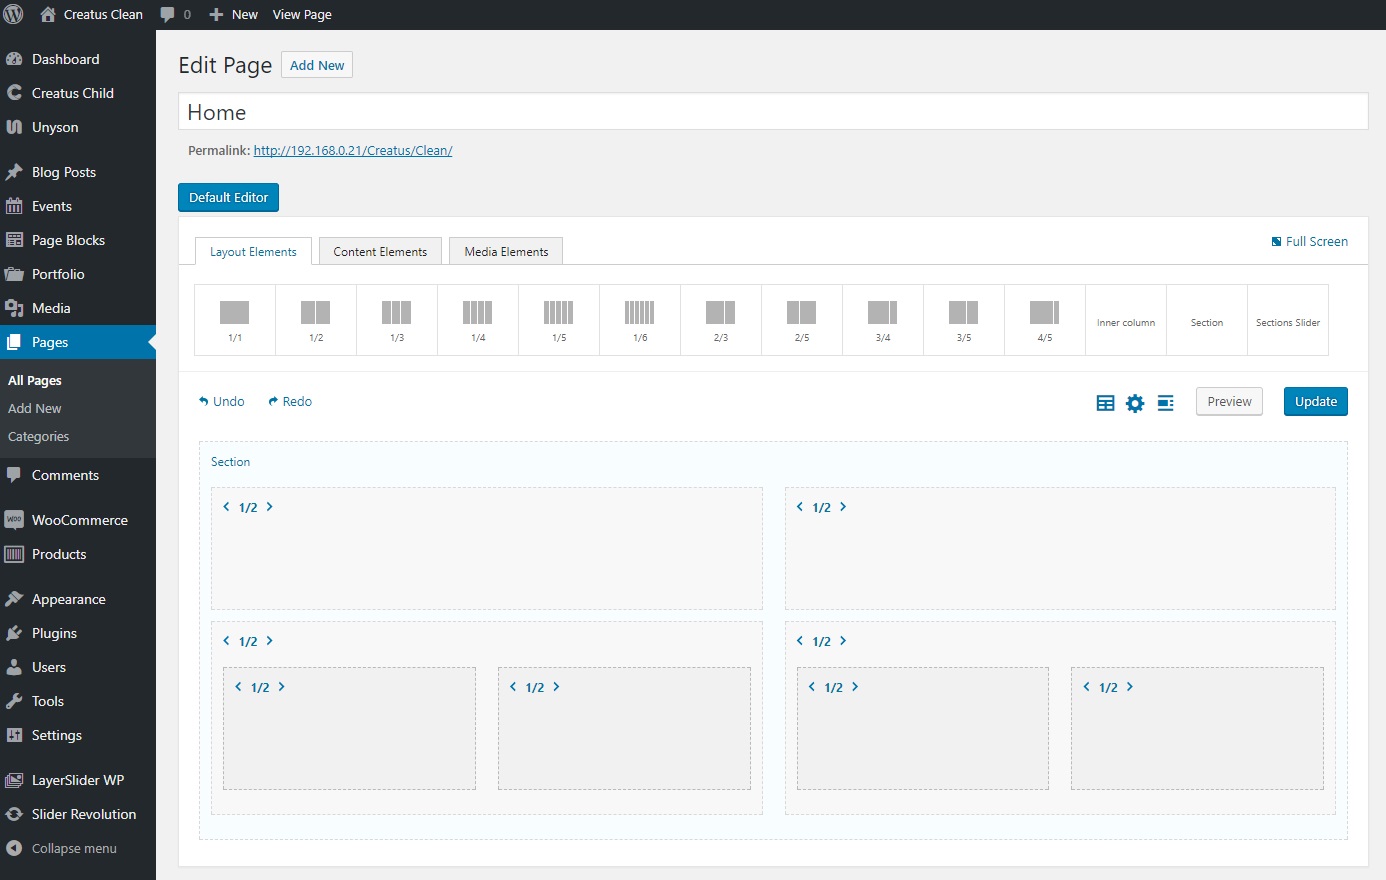 Creatus Clean 0 New View Page
Dashboard
Creatus Child
Unyson
Blog Posts
Events
Page Blocks
Portfolio
Media
Pages
All Pages
Add New
Categories
Comments
WooCommerce
Products
Appearance
Plugins
Users
Tools
Settings
LayerSlider WP
Slider Revolution
Collapse menu
Edit Page Add New
Home
Permalink: http://192.168.0.21/Creatus/Clean/
Default Editor
Layout Elements Content Elements Media Elements Full Screen
1/1 1/2 1/3 1/4 1/5 1/6 2/3 2/5 3/4 3/5 4/5 Inner column Section Sections Slider
Undo Redo Preview Update
Section
1/2 1/2
1/2 1/2
1/2 1/2 1/2 1/2